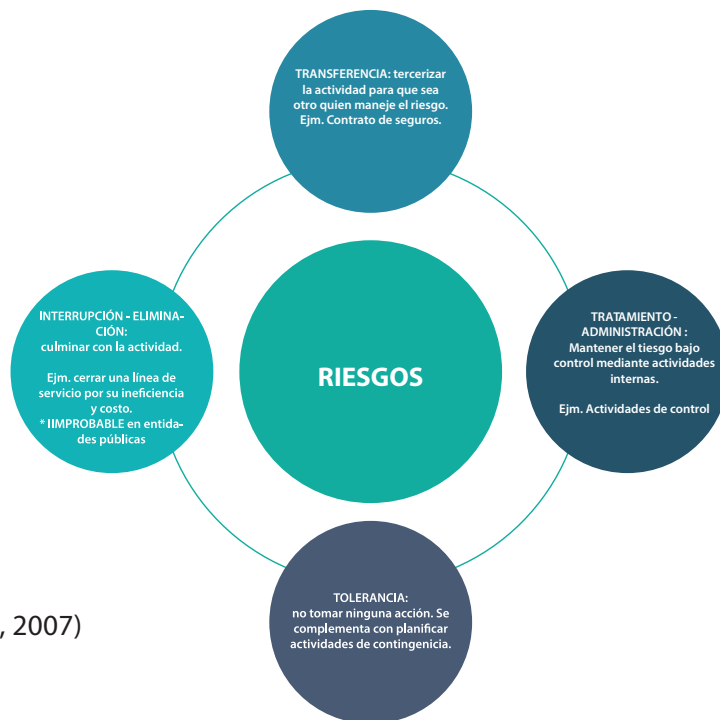 TRANSFERENCIA: tercerizar
la actividad para que sea
otro quien maneje el riesgo.
Ejm. Contrato de seguros.
INTERRUPCIÓN - ELIMINA-
CIÓN:
culminar con la actividad.
Ejm. cerrar una línea de
servicio por su ineficiencia
y costo.
* IIMPROBABLE en entida-
des públicas
RIESGOS
TRATAMIENTO -
ADMINISTRACIÓN :
Mantener el tiesgo bajo
control mediante actividades
internas.
Ejm. Actividades de control
TOLERANCIA:
no tomar ninguna acción. Se
complementa con planificar
actividades de contingenicia.
, 2007)